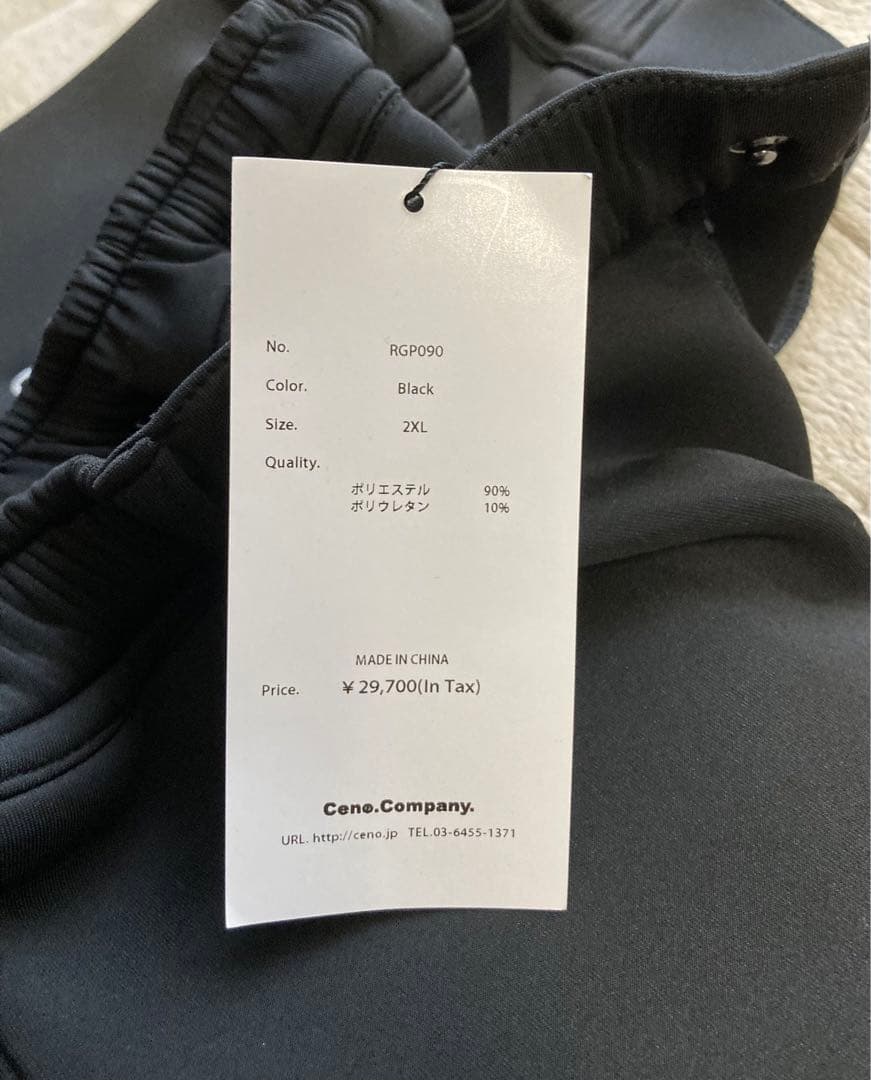 No. RGP090
Color. Black
Size. 2XL
Quality.
ポリエステル 90%
ポリウレタン 10%
MADE IN CHINA
Price. ¥ 29,700(In Tax)
Ceno.Company.
URL. http://ceno.jp TEL.03-6455-1371